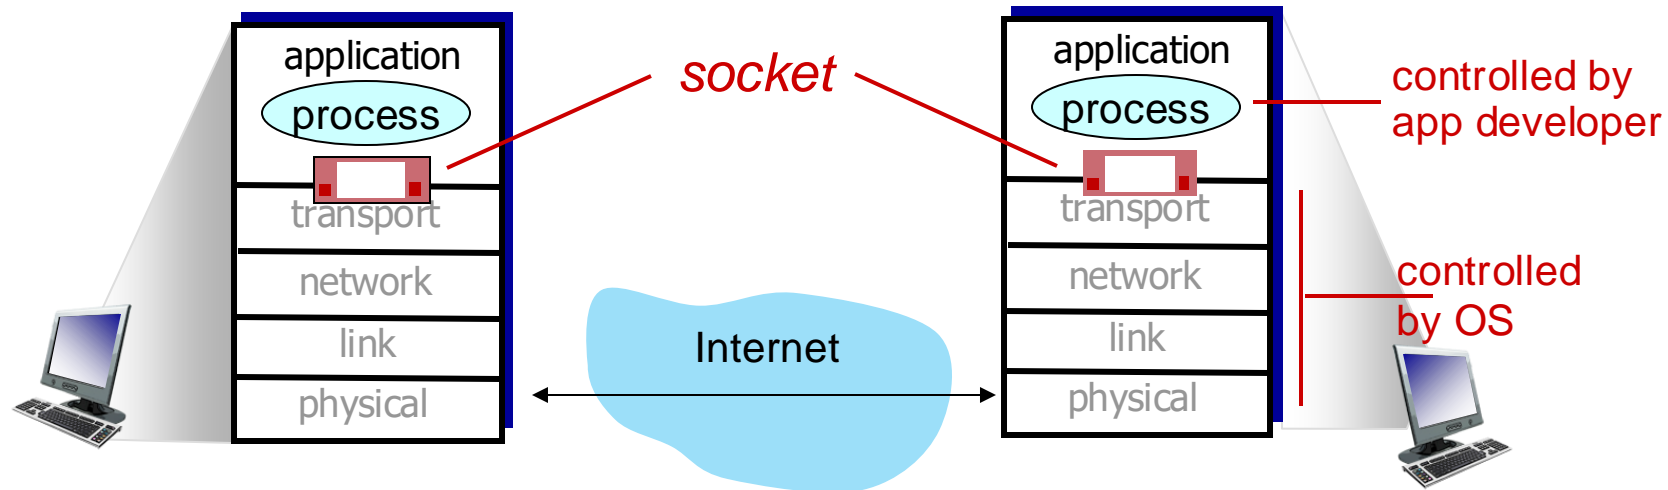 application
process
transport
network
link
physical
socket
Internet
application
process
transport
network
link
physical
controlled by
app developer
controlled
by OS